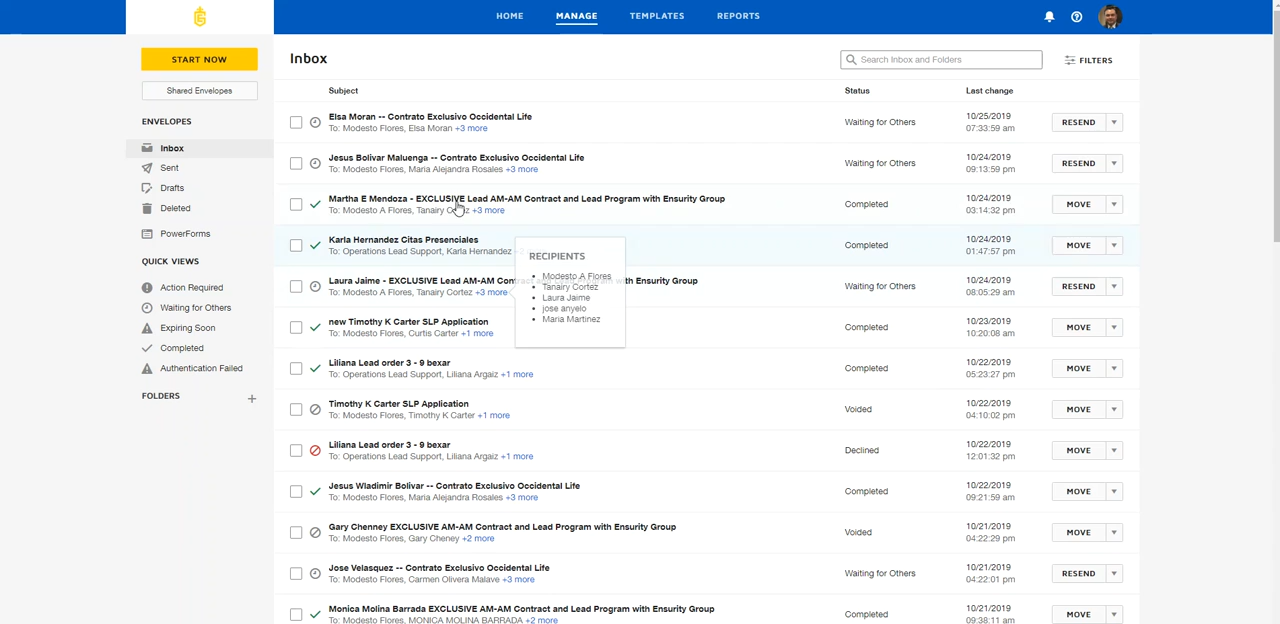 HOME MANAGE TEMPLATES REPORTS
START NOW
Shared Envelopes
ENVELOPES
Inbox
Sent
Drafts
Deleted
PowerForms
QUICK VIEWS
Action Required
Waiting for Others
Expiring Soon
Completed
Authentication Failed
FOLDERS
Inbox
Search Inbox and Folders
FILTERS
Subject Status Last change
Elsa Moran -- Contrato Exclusivo Occidental Life
To: Modesto Flores, Elsa Moran +3 more
Waiting for Others
10/25/2019
07:33:59 am
RESEND
Jesus Bolivar Maluenga -- Contrato Exclusivo Occidental Life
To: Modesto Flores, Maria Alejandra Rosales +3 more
Waiting for Others
10/24/2019
09:13:59 pm
RESEND
Martha E Mendoza - EXCLUSIVE Lead AM-AM Contract and Lead Program with Ensurity Group
To: Modesto A Flores, Tanairy Cortez +3 more
Completed
10/24/2019
03:14:32 pm
MOVE
Karla Hernandez Citas Presenciales
To: Operations Lead Support, Karla Hernandez
Completed
10/24/2019
01:47:57 pm
MOVE
Laura Jaime - EXCLUSIVE Lead AM-AM Contract and Lead Program with Ensurity Group
To: Modesto A Flores, Tanairy Cortez +3 more
Waiting for Others
10/24/2019
08:05:29 am
RESEND
RECIPIENTS
Modesto A Flores
Tanairy Cortez
Laura Jaime
jose anyelo
Maria Martinez
new Timothy K Carter SLP Application
To: Modesto Flores, Curtis Carter +1 more
Completed
10/23/2019
10:20:08 am
MOVE
Liliana Lead order 3 - 9 bexar
To: Operations Lead Support, Liliana Argaiz +1 more
Completed
10/22/2019
05:23:27 pm
MOVE
Timothy K Carter SLP Application
To: Modesto Flores, Timothy K Carter +1 more
Voided
10/22/2019
04:10:02 pm
MOVE
Liliana Lead order 3 - 9 bexar
To: Operations Lead Support, Liliana Argaiz +1 more
Declined
10/22/2019
12:01:32 pm
MOVE
Jesus Wladimir Bolivar -- Contrato Exclusivo Occidental Life
To: Modesto Flores, Maria Alejandra Rosales +3 more
Completed
10/22/2019
09:21:59 am
MOVE
Gary Chenney EXCLUSIVE AM-AM Contract and Lead Program with Ensurity Group
To: Modesto Flores, Gary Cheney +2 more
Voided
10/21/2019
04:22:29 pm
MOVE
Jose Velasquez -- Contrato Exclusivo Occidental Life
To: Modesto Flores, Carmen Olivera Malave +3 more
Waiting for Others
10/21/2019
04:22:01 pm
RESEND
Monica Molina Barrada EXCLUSIVE AM-AM Contract and Lead Program with Ensurity Group
To: Modesto Flores, MONICA MOLINA BARRADA +2 more
Completed
10/21/2019
09:38:11 am
MOVE